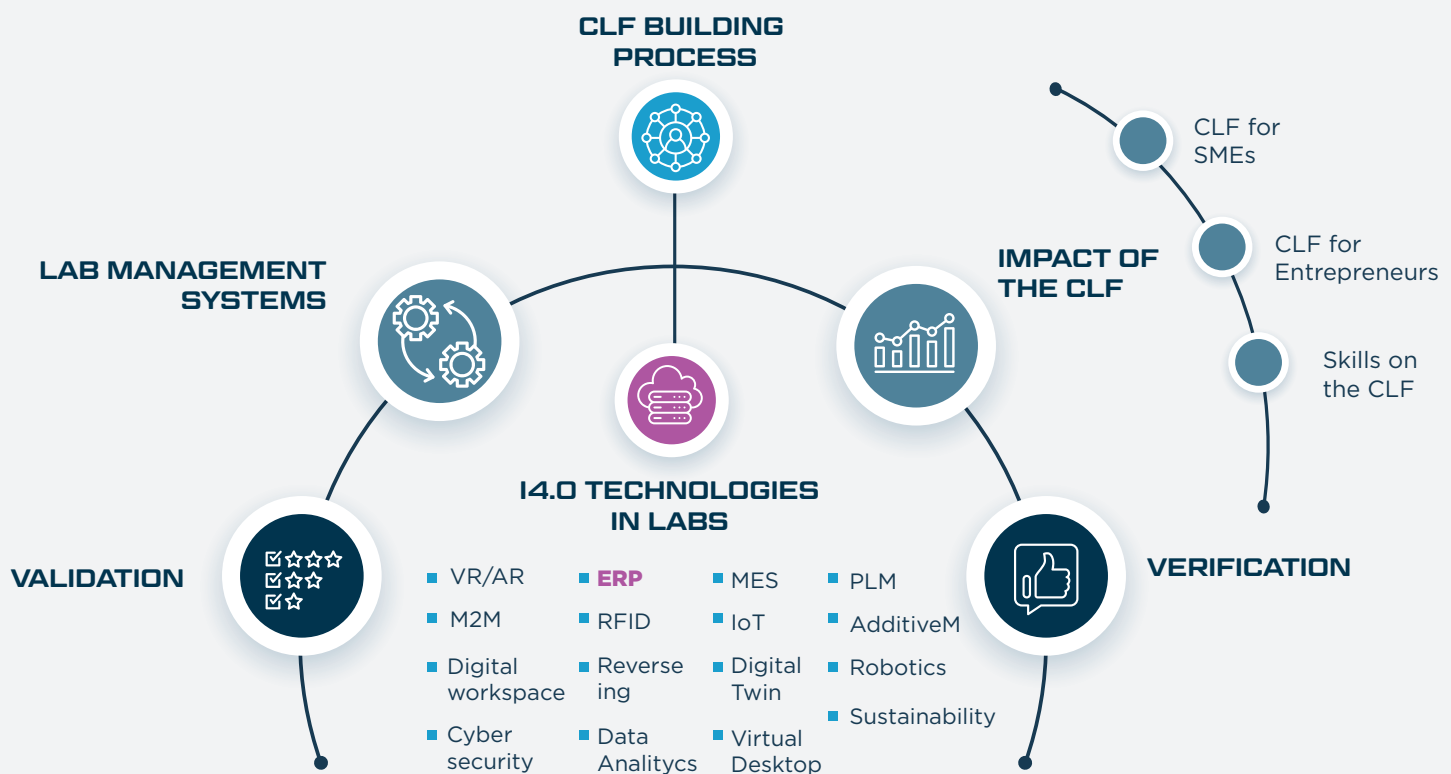 CLF BUILDING
PROCESS
CLF for
SMEs
LAB MANAGEMENT
SYSTEMS
IMPACT OF
THE CLF
CLF for
Entrepreneurs
Skills on
the CLF
I4.0 TECHNOLOGIES
IN LABS
VALIDATION
VERIFICATION
VR/AR
M2M
Digital
workspace
Cyber
security
ERP
RFID
Reverse
ing
Data
Analitycs
MES
IoT
Digital
Twin
Virtual
Desktop
PLM
AdditiveM
Robotics
Sustainability